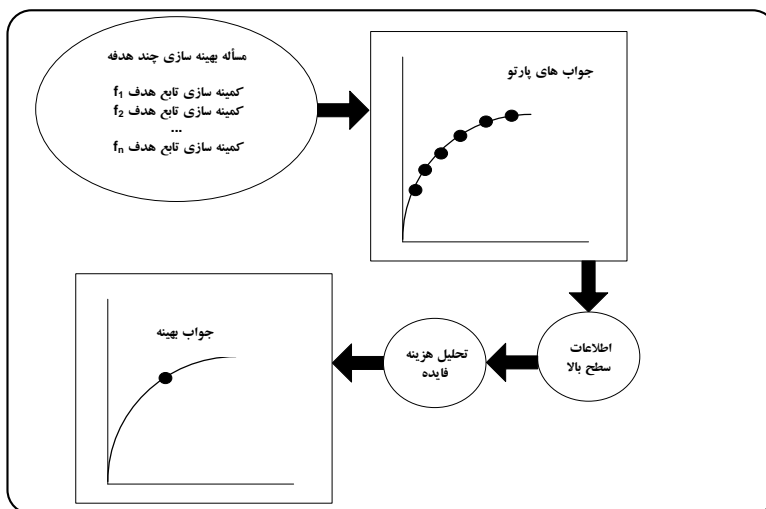 مسأله بهینه سازی چند هدفه
کمینه سازی تابع هدف f₁
کمینه سازی تابع هدف f₂
...
کمینه سازی تابع هدف fₙ
جواب های پارتو
اطلاعات
سطح بالا
تحلیل هزینه
فایده
جواب بهینه